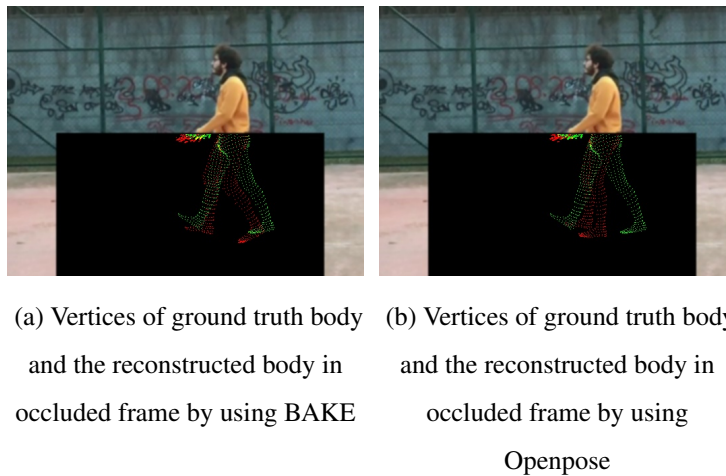 (a) Vertices of ground truth body
and the reconstructed body in
occluded frame by using BAKE
(b) Vertices of ground truth body
and the reconstructed body in
occluded frame by using
Openpose